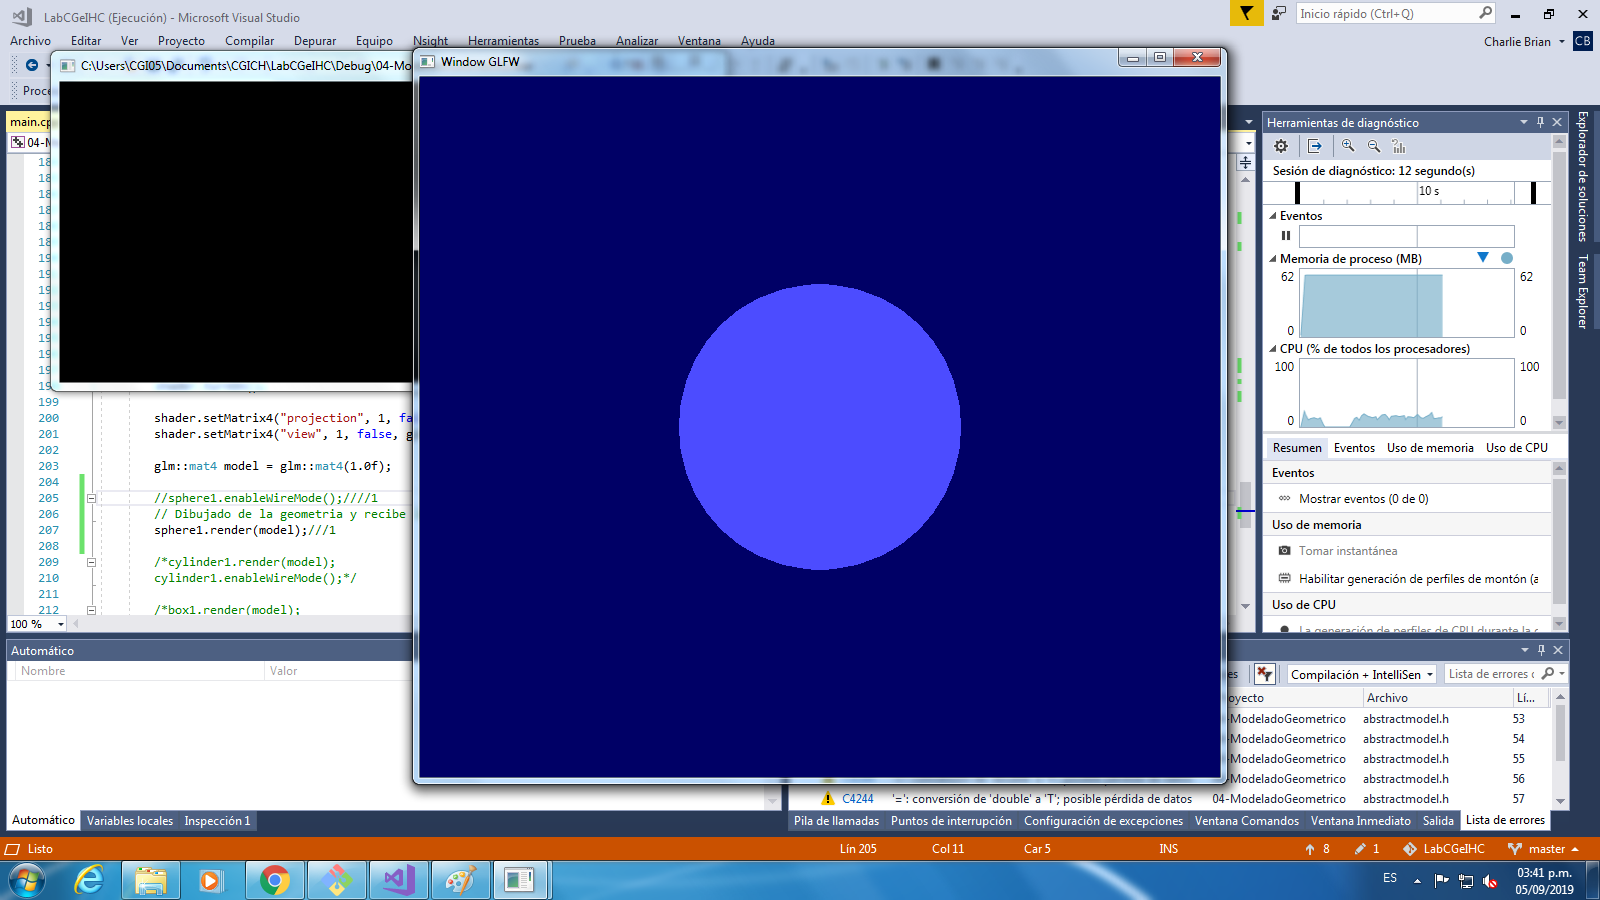 LabCGeIHC (Ejecución) - Microsoft Visual Studio
Inicio rápido (Ctrl+Q)
Archivo Editar Ver Proyecto Compilar Depurar Equipo Nsight Herramientas Prueba Analizar Ventana Ayuda
Charlie Brian CB
C:\Users\CGI05\Documents\CGICH\LabCGeIHC\Debug\04-Mo
Window GLFW
Proce
main.cp
04-M
199
200 shader.setMatrix4("projection", 1, fa
201 shader.setMatrix4("view", 1, false, g
202
203 glm::mat4 model = glm::mat4(1.0f);
204
205 //sphere1.enableWireMode();////1
206 // Dibujado de la geometria y recibe
207 sphere1.render(model);///1
208
209 /*cylinder1.render(model);
210 cylinder1.enableWireMode();*/
211
212 /*box1.render(model);
100 %
Herramientas de diagnóstico
Sesión de diagnóstico: 12 segundo(s)
10 s
Eventos
Memoria de proceso (MB)
62 62
0 0
CPU (% de todos los procesadores)
100 100
0 0
Resumen Eventos Uso de memoria Uso de CPU
Eventos
Mostrar eventos (0 de 0)
Uso de memoria
Tomar instantánea
Habilitar generación de perfiles de montón (a
Uso de CPU
La generación de perfiles de CPU durante la c
Explorador de soluciones
Team Explorer
Automático
Nombre Valor
Automático Variables locales Inspección 1
es Compilación + IntelliSen Lista de errores c
oyecto Archivo Lí...
-ModeladoGeometrico abstractmodel.h 53
-ModeladoGeometrico abstractmodel.h 54
-ModeladoGeometrico abstractmodel.h 55
-ModeladoGeometrico abstractmodel.h 56
C4244 '=': conversión de 'double' a 'T'; posible pérdida de datos 04-ModeladoGeometrico abstractmodel.h 57
Pila de llamadas Puntos de interrupción Configuración de excepciones Ventana Comandos Ventana Inmediato Salida Lista de errores
Listo Lín 205 Col 11 Car 5 INS 8 1 LabCGeIHC master
ES
03:41 p.m.
05/09/2019